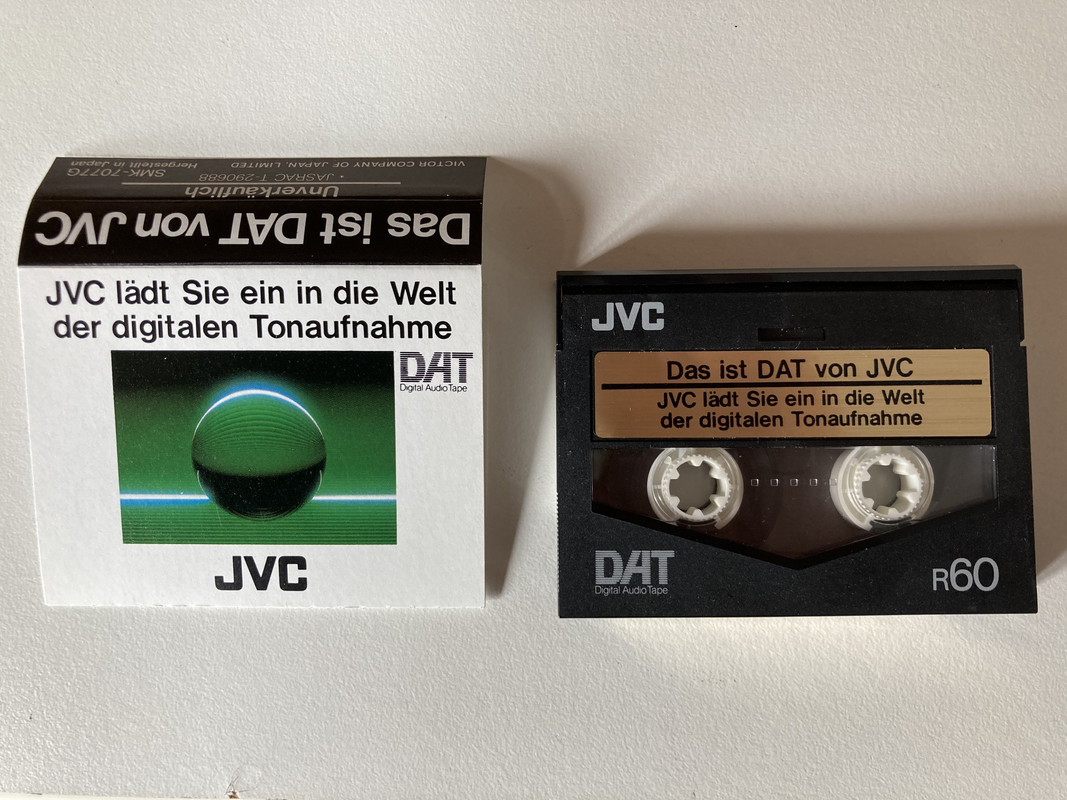 VICTOR COMPANY OF JAPAN, LIMITED Hergestellt in Japan
• JASRAC T-290688 SMK-7077G
Unverkäuflich
Das ist DAT von JVC
JVC lädt Sie ein in die Welt
der digitalen Tonaufnahme
DAT
Digital Audio Tape
JVC
JVC
Das ist DAT von JVC
JVC lädt Sie ein in die Welt
der digitalen Tonaufnahme
DAT
Digital Audio Tape
R60